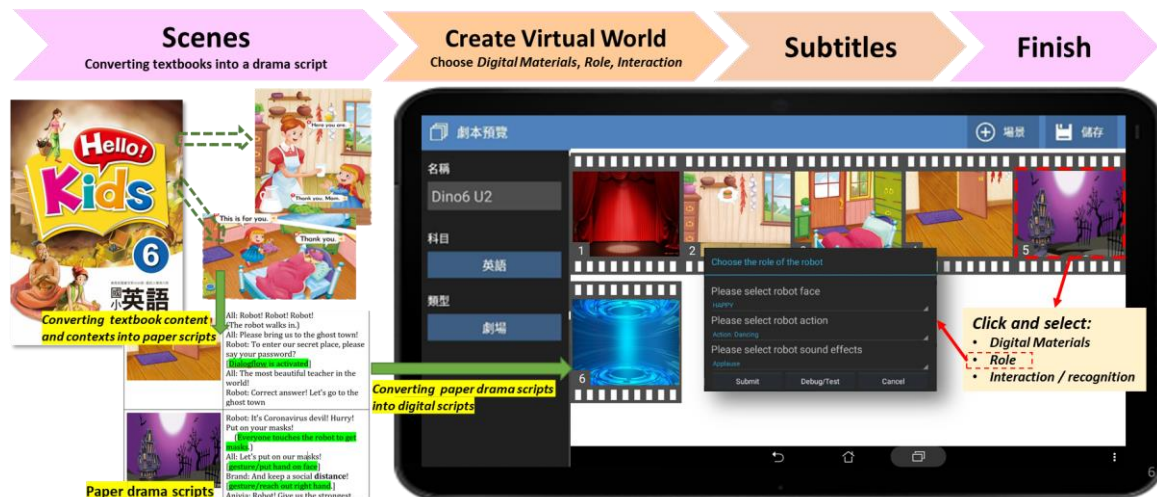 Scenes
Converting textbooks into a drama script
Create Virtual World
Choose Digital Materials, Role, Interaction
Subtitles
Finish
Hello!
Kids
6
國小英語
Here you are.
Thank you, Mom.
This is for you.
Thank you.
Converting textbook content
and contexts into paper scripts
All: Robot! Robot! Robot!
(The robot walks in.)
All: Please bring us to the ghost town!
Robot: To enter our secret place, please
say your password?
[Dialogflow is activated]
All: The most beautiful teacher in the
world!
Robot: Correct answer! Let's go to the
ghost town
Robot: It's Coronavirus devil! Hurry!
Put on your masks!
[Everyone touches the robot to get
masks.]
All: Let's put on our masks!
[gesture/put hand on face]
Brand: And keep a social distance!
[gesture/reach out right hand.]
Robot! Give us the strongest
Paper drama scripts
Converting paper drama scripts
into digital scripts
劇本預覽
場景
儲存
名稱
Dino6 U2
科目
英語
類型
劇場
1
2
5
6
Choose the role of the robot
Please select robot face
HAPPY
Please select robot action
Action: Dancing
Please select robot sound effects
Applause
Submit
Debug/Test
Cancel
Click and select:
• Digital Materials
• Role
• Interaction / recognition
6